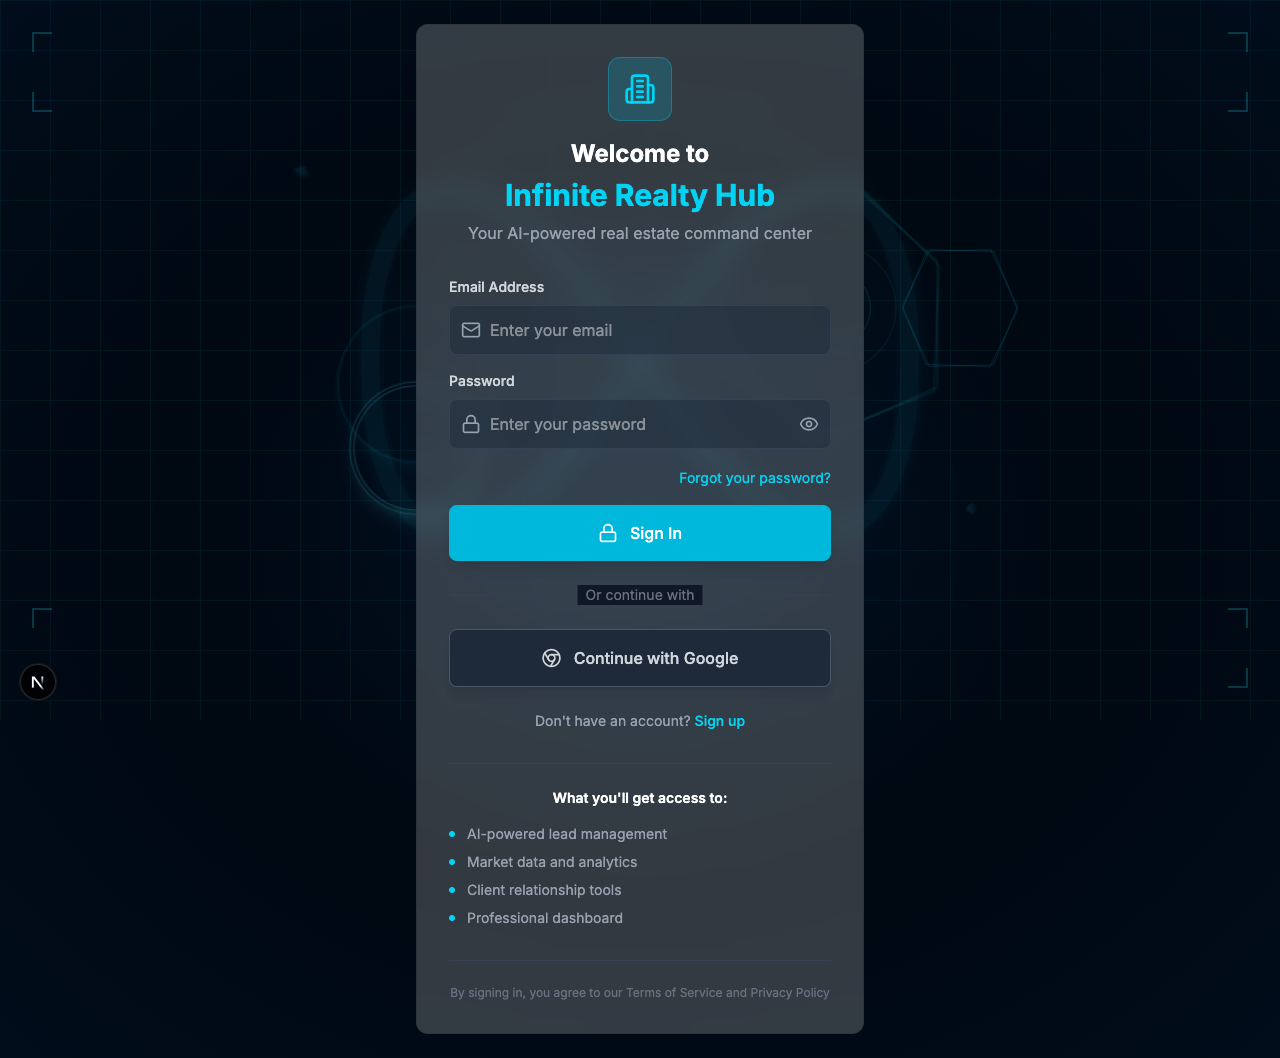 Welcome to
Infinite Realty Hub
Your AI-powered real estate command center
Email Address
Enter your email
Password
Enter your password
Forgot your password?
Sign In
Or continue with
Continue with Google
N
Don't have an account? Sign up
What you'll get access to:
AI-powered lead management
Market data and analytics
Client relationship tools
Professional dashboard
By signing in, you agree to our Terms of Service and Privacy Policy